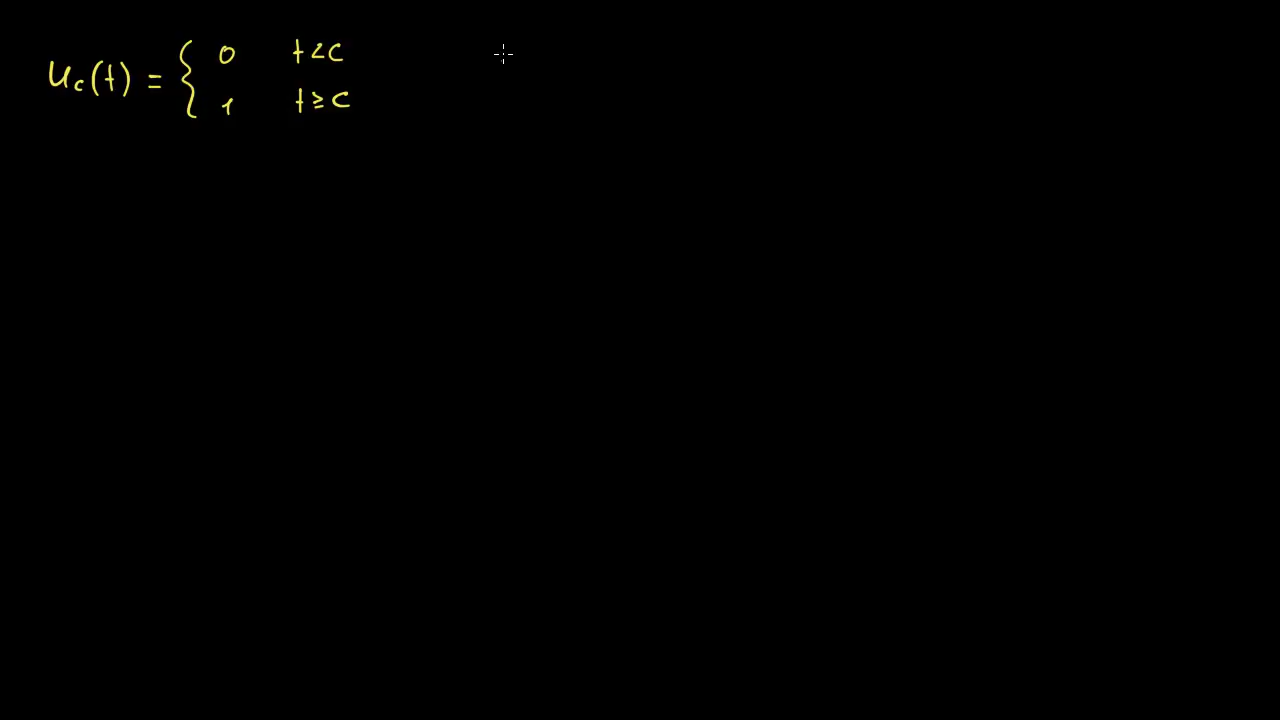 u_c(t) = { 0 t<c
1 t≥c